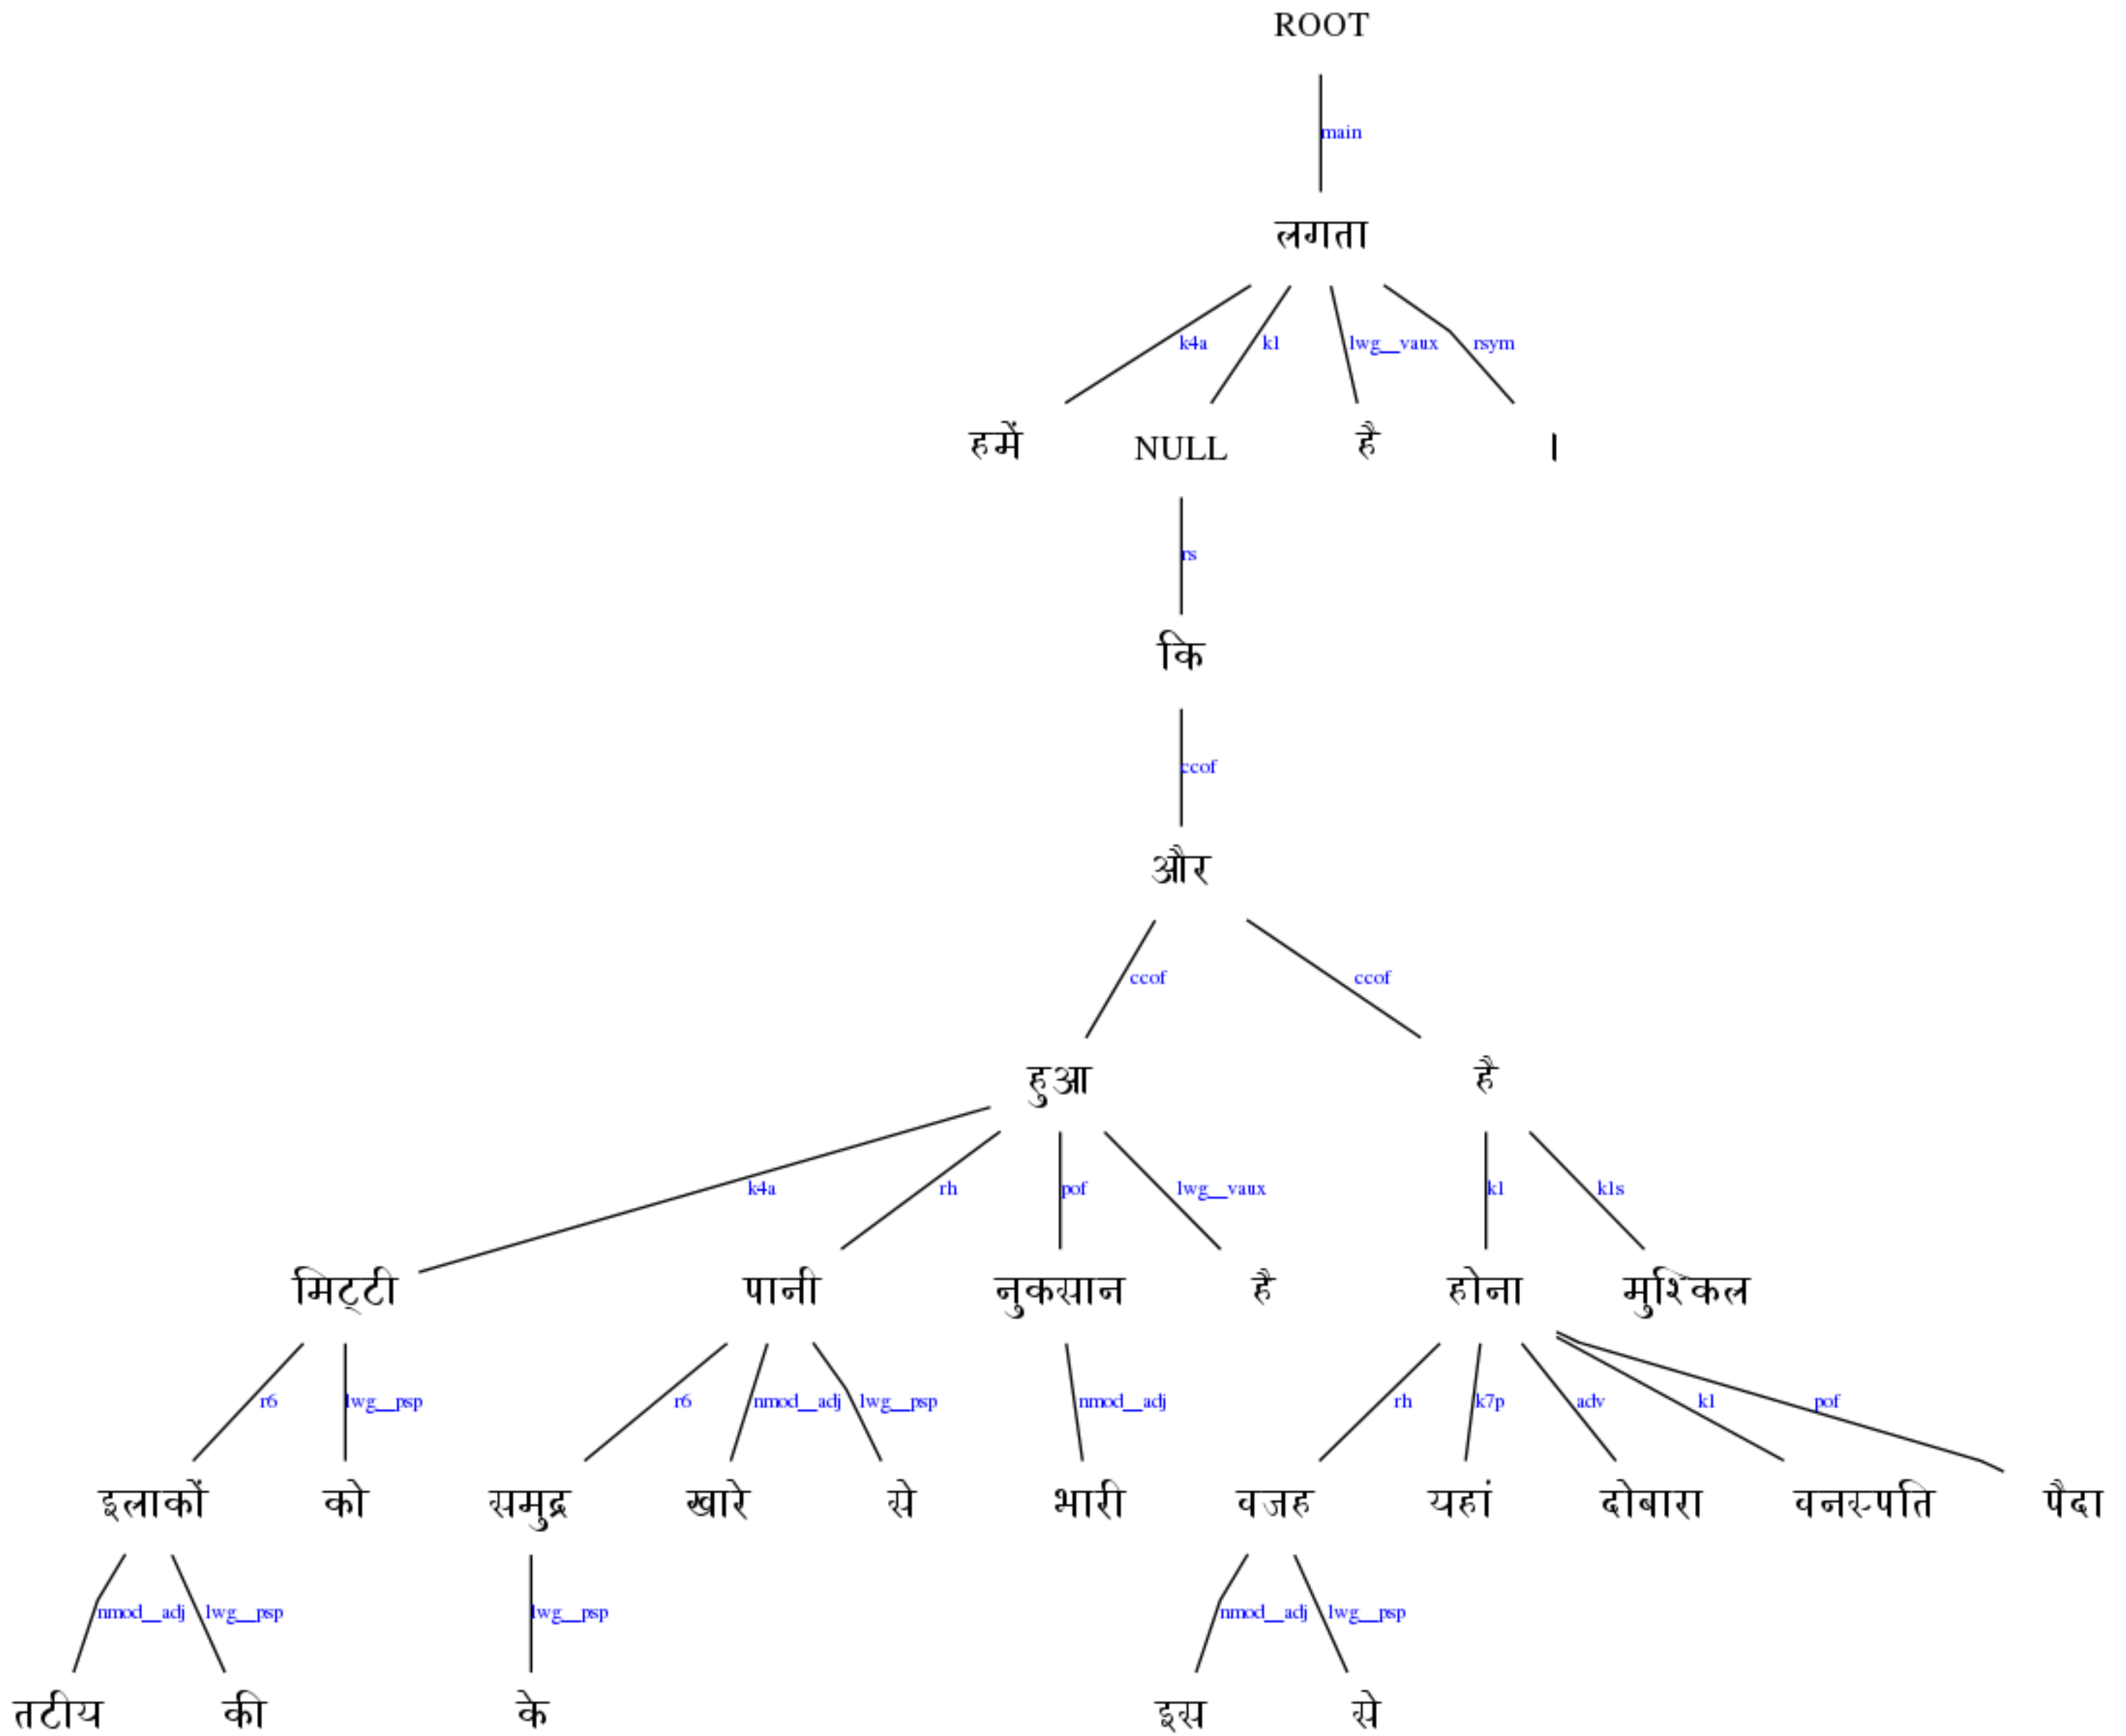 ROOT
main
लगता
k4a k1 lwg__vaux rsym
हमें NULL है ।
rs
कि
ccof
और
ccof ccof
हुआ है
k4a rh pof lwg__vaux k1 k1s
मिट्टी पानी नुकसान है होना मुश्किल
r6 lwg__psp r6 nmod__adj lwg__psp nmod__adj rh k7p adv k1 pof
इलाकों को समुद्र खारे से भारी वजह यहां दोबारा वनस्पति पैदा
nmod__adj lwg__psp lwg__psp nmod__adj lwg__psp
तटीय की के इस से